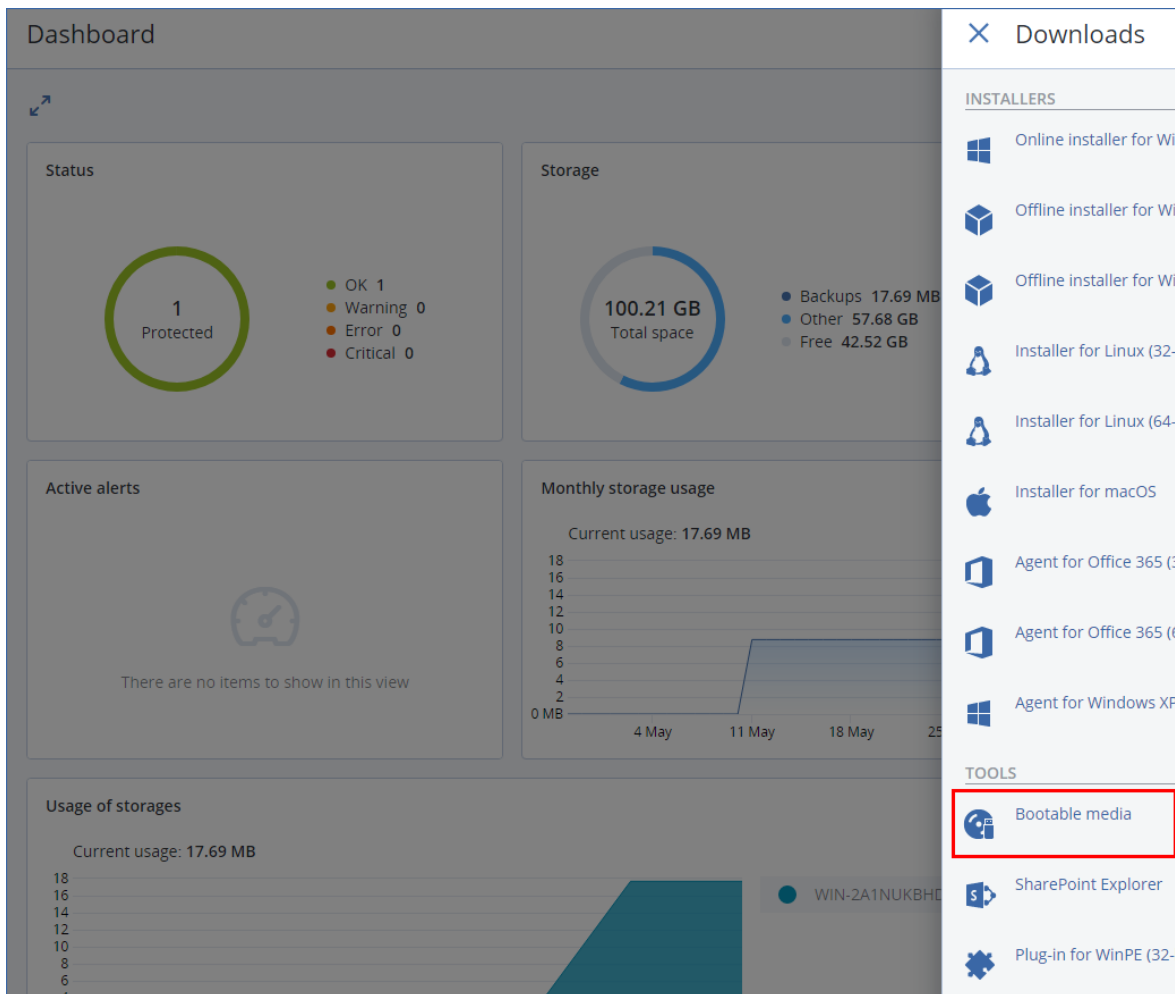 Dashboard
Status
1
Protected
OK 1
Warning 0
Error 0
Critical 0
Storage
100.21 GB
Total space
Backups 17.69 MB
Other 57.68 GB
Free 42.52 GB
Active alerts
There are no items to show in this view
Monthly storage usage
Current usage: 17.69 MB
18
16
14
12
10
8
6
4
2
0 MB
4 May 11 May 18 May 25
Usage of storages
Current usage: 17.69 MB
18
16
14
12
10
8
6
WIN-2A1NUKBHD
Downloads
INSTALLERS
Online installer for Wi
Offline installer for Wi
Offline installer for Wi
Installer for Linux (32-
Installer for Linux (64-
Installer for macOS
Agent for Office 365 (3
Agent for Office 365 (6
Agent for Windows XP
TOOLS
Bootable media
SharePoint Explorer
Plug-in for WinPE (32-